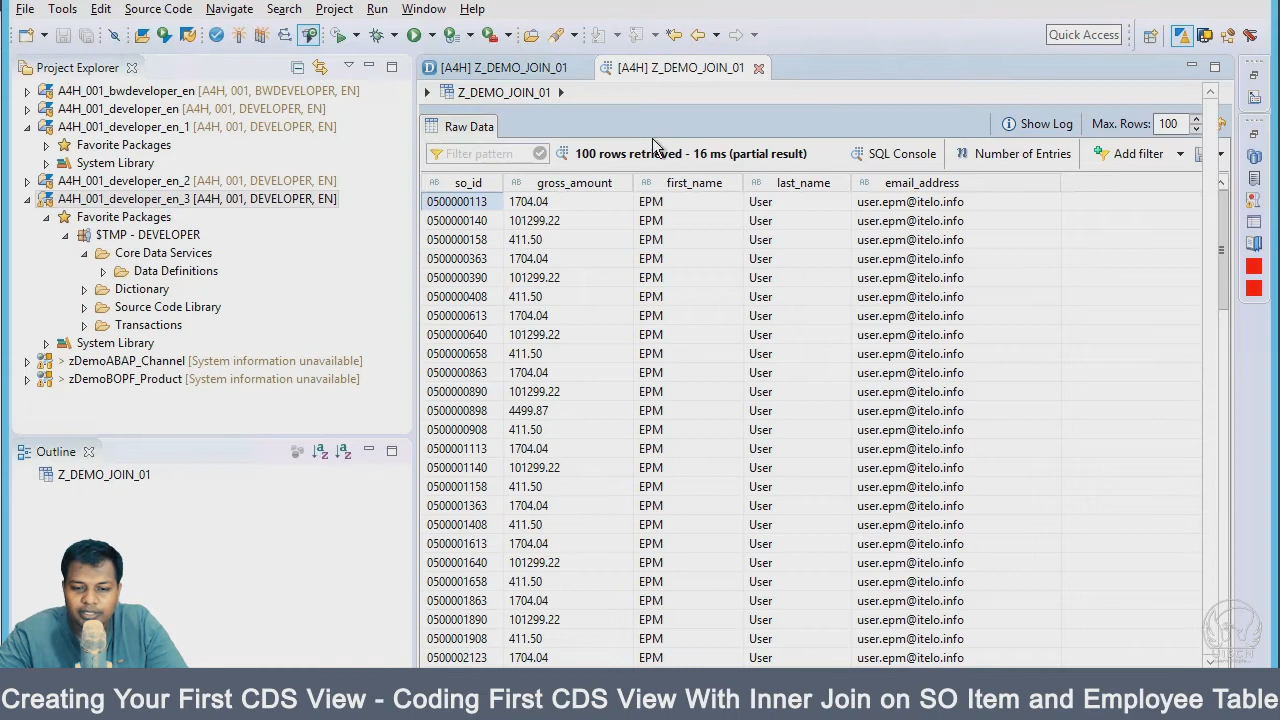 File Tools Edit Source Code Navigate Search Project Run Window Help
Quick Access
Project Explorer
[A4H] Z_DEMO_JOIN_01
[A4H] Z_DEMO_JOIN_01
Z_DEMO_JOIN_01
A4H_001_bwdeveloper_en [A4H, 001, BWDEVELOPER, EN]
A4H_001_developer_en [A4H, 001, DEVELOPER, EN]
A4H_001_developer_en_1 [A4H, 001, DEVELOPER, EN]
Favorite Packages
System Library
A4H_001_developer_en_2 [A4H, 001, DEVELOPER, EN]
A4H_001_developer_en_3 [A4H, 001, DEVELOPER, EN]
Favorite Packages
$TMP - DEVELOPER
Core Data Services
Data Definitions
Dictionary
Source Code Library
Transactions
System Library
> zDemoABAP_Channel [System information unavailable]
> zDemoBOPF_Product [System information unavailable]
Outline
Z_DEMO_JOIN_01
Raw Data
Show Log Max. Rows: 100
Filter pattern 100 rows retrieved - 16 ms (partial result) SQL Console Number of Entries Add filter
so_id gross_amount first_name last_name email_address
0500000113 1704.04 EPM User user.epm@itelo.info
0500000140 101299.22 EPM User user.epm@itelo.info
0500000158 411.50 EPM User user.epm@itelo.info
0500000363 1704.04 EPM User user.epm@itelo.info
0500000390 101299.22 EPM User user.epm@itelo.info
0500000408 411.50 EPM User user.epm@itelo.info
0500000613 1704.04 EPM User user.epm@itelo.info
0500000640 101299.22 EPM User user.epm@itelo.info
0500000658 411.50 EPM User user.epm@itelo.info
0500000863 1704.04 EPM User user.epm@itelo.info
0500000890 101299.22 EPM User user.epm@itelo.info
0500000898 4499.87 EPM User user.epm@itelo.info
0500000908 411.50 EPM User user.epm@itelo.info
0500001113 1704.04 EPM User user.epm@itelo.info
0500001140 101299.22 EPM User user.epm@itelo.info
0500001158 411.50 EPM User user.epm@itelo.info
0500001363 1704.04 EPM User user.epm@itelo.info
0500001408 411.50 EPM User user.epm@itelo.info
0500001613 1704.04 EPM User user.epm@itelo.info
0500001640 101299.22 EPM User user.epm@itelo.info
0500001658 411.50 EPM User user.epm@itelo.info
0500001863 1704.04 EPM User user.epm@itelo.info
0500001890 101299.22 EPM User user.epm@itelo.info
0500001908 411.50 EPM User user.epm@itelo.info
0500002123 1704.04 EPM User user.epm@itelo.info
Creating Your First CDS View - Coding First CDS View With Inner Join on SO Item and Employee Table